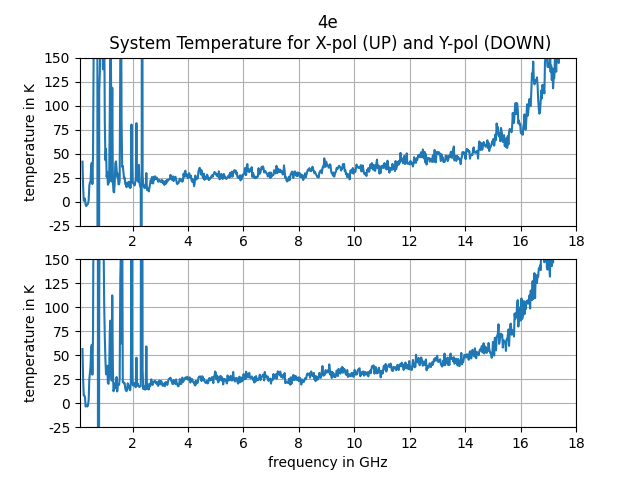 4e
System Temperature for X-pol (UP) and Y-pol (DOWN)
temperature in K
150
125
100
75
50
25
0
-25
2 4 6 8 10 12 14 16 18
temperature in K
150
125
100
75
50
25
0
-25
2 4 6 8 10 12 14 16 18
frequency in GHz